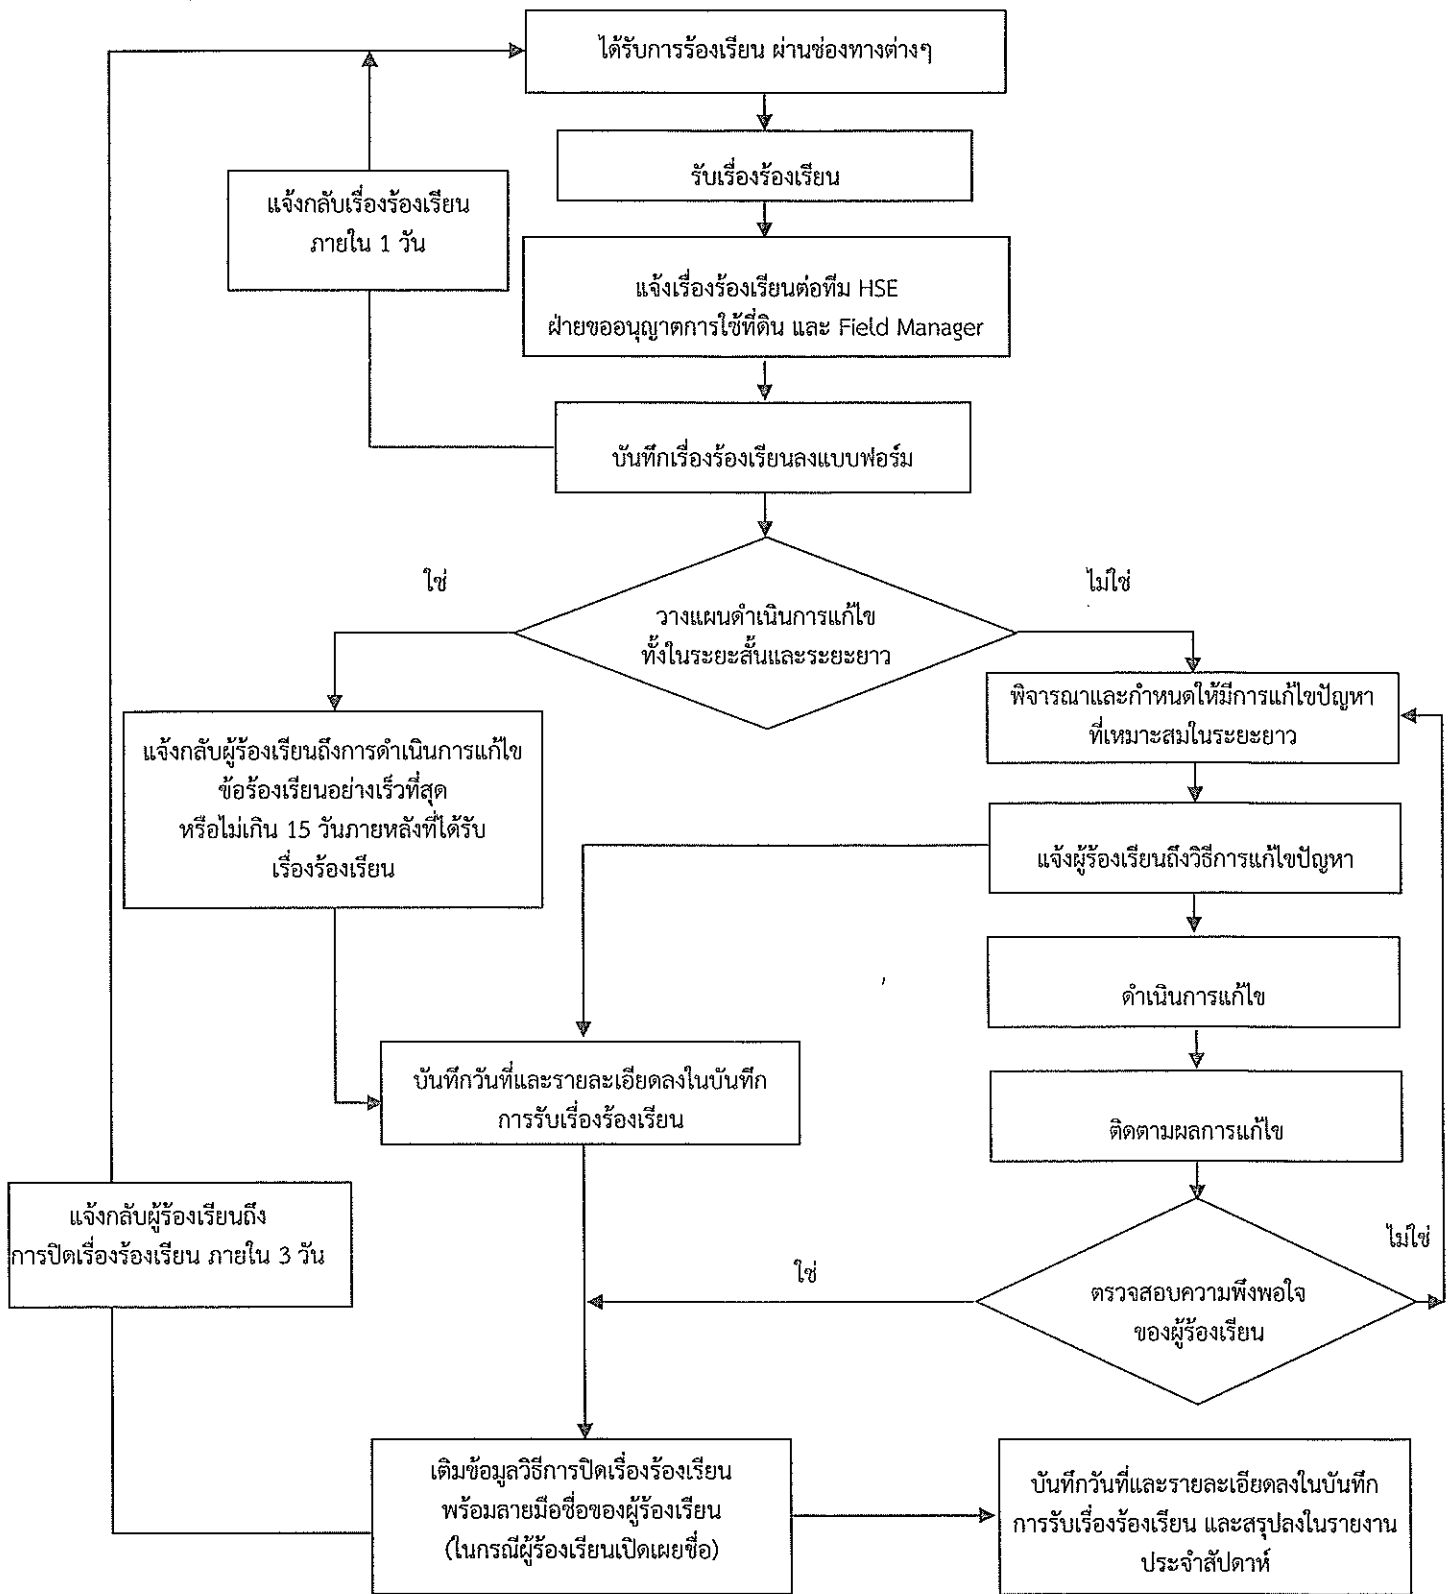 ได้รับการร้องเรียน ผ่านช่องทางต่างๆ
รับเรื่องร้องเรียน
แจ้งกลับเรื่องร้องเรียน
ภายใน 1 วัน
แจ้งเรื่องร้องเรียนต่อทีม HSE
ฝ่ายขออนุญาตการใช้ที่ดิน และ Field Manager
บันทึกเรื่องร้องเรียนลงแบบฟอร์ม
ใช่
ไม่ใช่
วางแผนดำเนินการแก้ไข
ทั้งในระยะสั้นและระยะยาว
แจ้งกลับผู้ร้องเรียนถึงการดำเนินการแก้ไข
ข้อร้องเรียนอย่างเร็วที่สุด
หรือไม่เกิน 15 วันภายหลังที่ได้รับ
เรื่องร้องเรียน
พิจารณาและกำหนดให้มีการแก้ไขปัญหา
ที่เหมาะสมในระยะยาว
แจ้งผู้ร้องเรียนถึงวิธีการแก้ไขปัญหา
ดำเนินการแก้ไข
บันทึกวันที่และรายละเอียดลงในบันทึก
การรับเรื่องร้องเรียน
ติดตามผลการแก้ไข
แจ้งกลับผู้ร้องเรียนถึง
การปิดเรื่องร้องเรียน ภายใน 3 วัน
ใช่
ไม่ใช่
ตรวจสอบความพึงพอใจ
ของผู้ร้องเรียน
เติมข้อมูลวิธีการปิดเรื่องร้องเรียน
พร้อมลายมือชื่อของผู้ร้องเรียน
(ในกรณีผู้ร้องเรียนเปิดเผยชื่อ)
บันทึกวันที่และรายละเอียดลงในบันทึก
การรับเรื่องร้องเรียน และสรุปลงในรายงาน
ประจำสัปดาห์